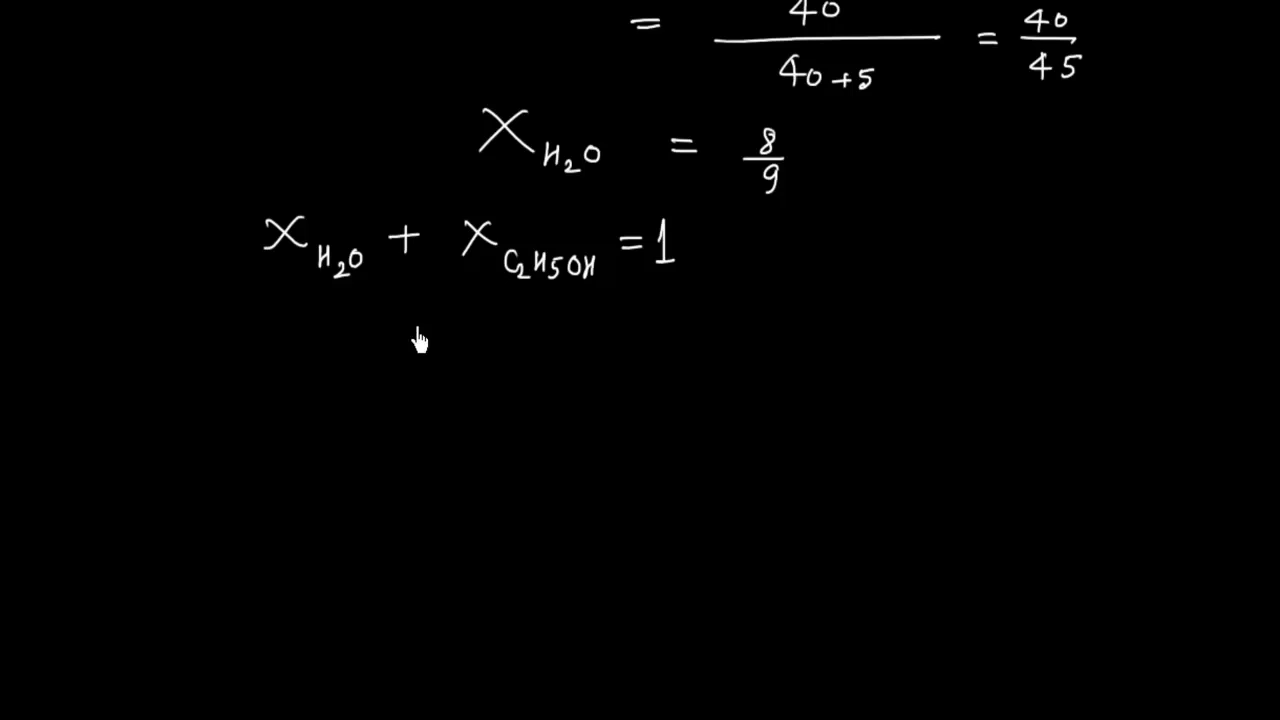 = 40/(40+5) = 40/45
X_H₂O = 8/9
X_H₂O + X_C₂H5OH = 1